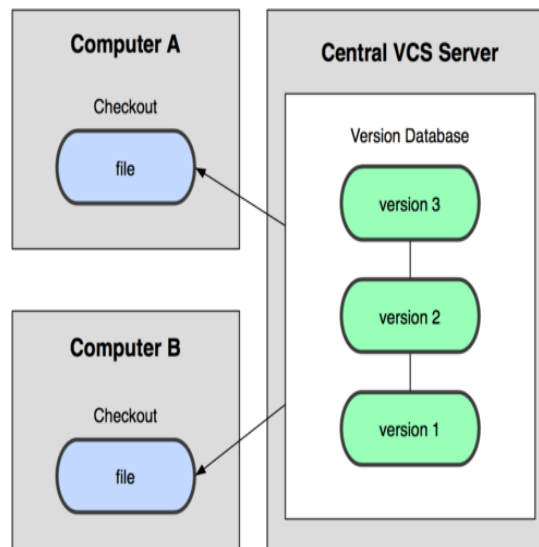 Computer A
Checkout
file
Computer B
Checkout
file
Central VCS Server
Version Database
version 3
version 2
version 1